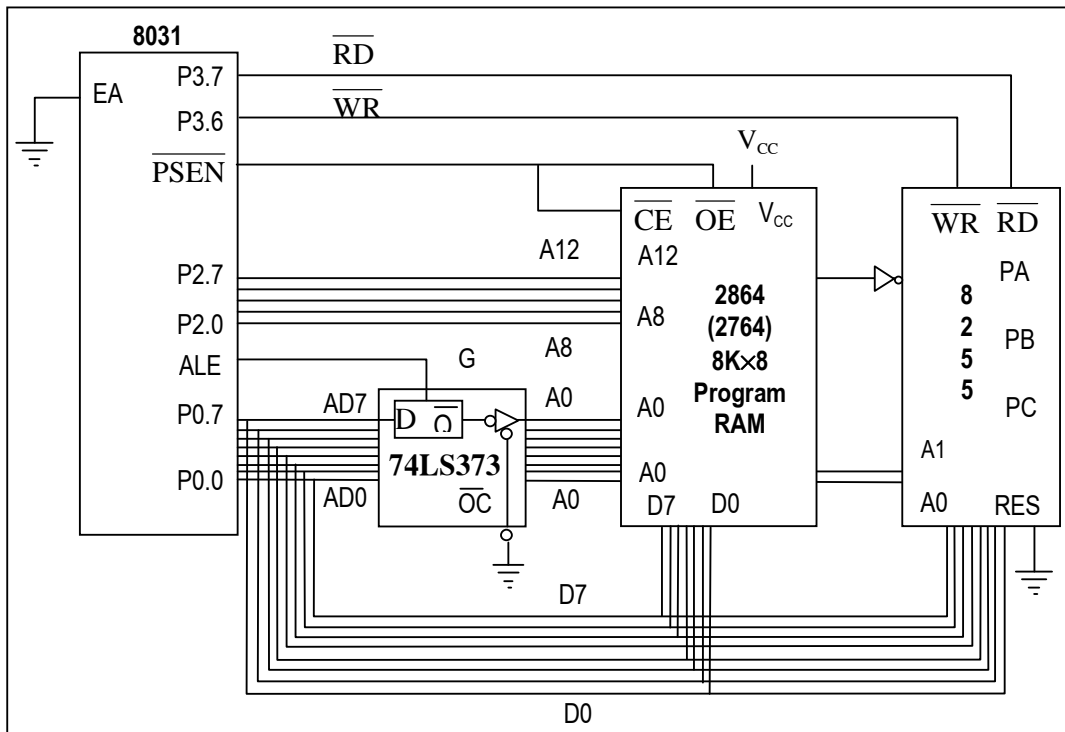 8031
EA
P3.7
P3.6
PSEN
P2.7
P2.0
ALE
P0.7
P0.0
RD
WR
A12
A8
G
AD7
AD0
D Q
74LS373
OC
A0
A0
VCC
CE OE VCC
A12
A8
A0
A0
D7 D0
2864
(2764)
8K×8
Program
RAM
WR RD
PA
PB
PC
8
2
5
5
A1
A0 RES
D7
D0